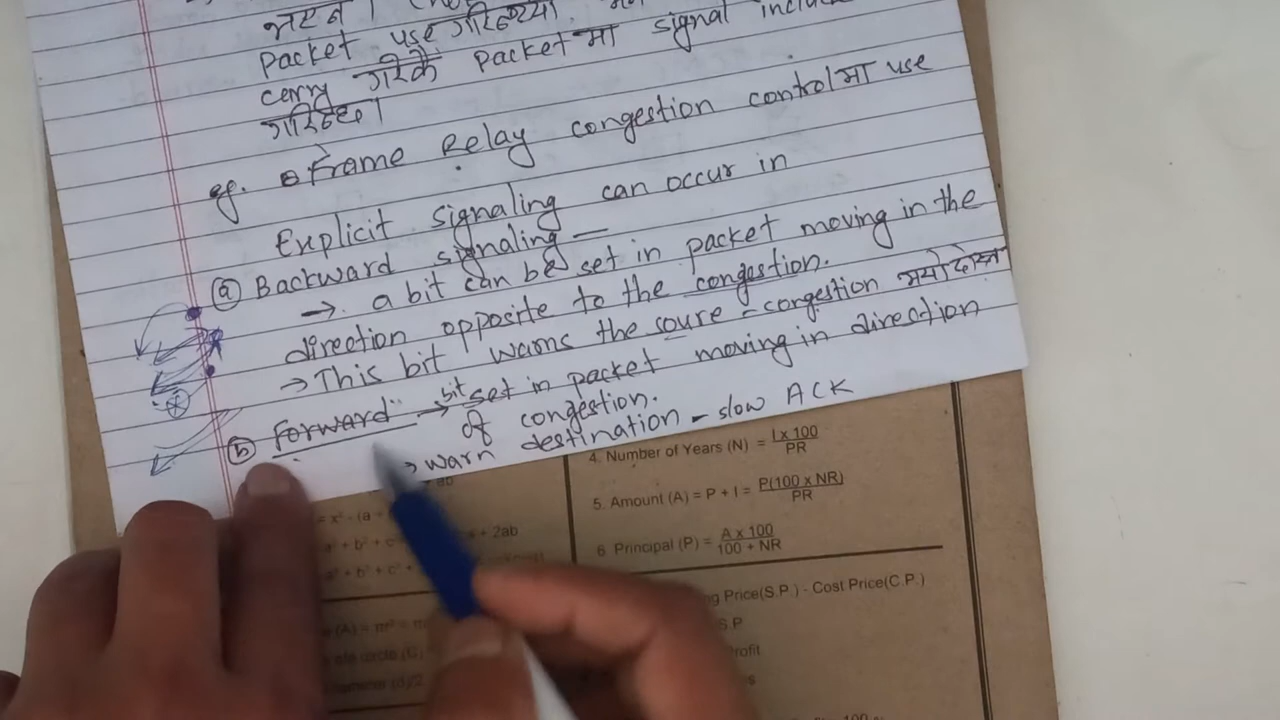 packet use गरिन्थ्यो.
carry गरिकै packet मा signal include
गरिन्छ।
eg. Frame Relay congestion control मा use
Explicit signaling can occur in
(a) Backward signaling —
→ a bit can be set in packet moving in the
direction opposite to the congestion.
→ This bit warns the soure - congestion
(b) Forward → bit set in packet moving in direction
of congestion.
→ warn destination - slow ACK
4. Number of Years (N) = I x 100 / PR
5. Amount (A) = P + I = P(100 x NR) / PR
6. Principal (P) = A x 100 / 100 + NR
Price(S.P.) - Cost Price(C.P.)
S.P